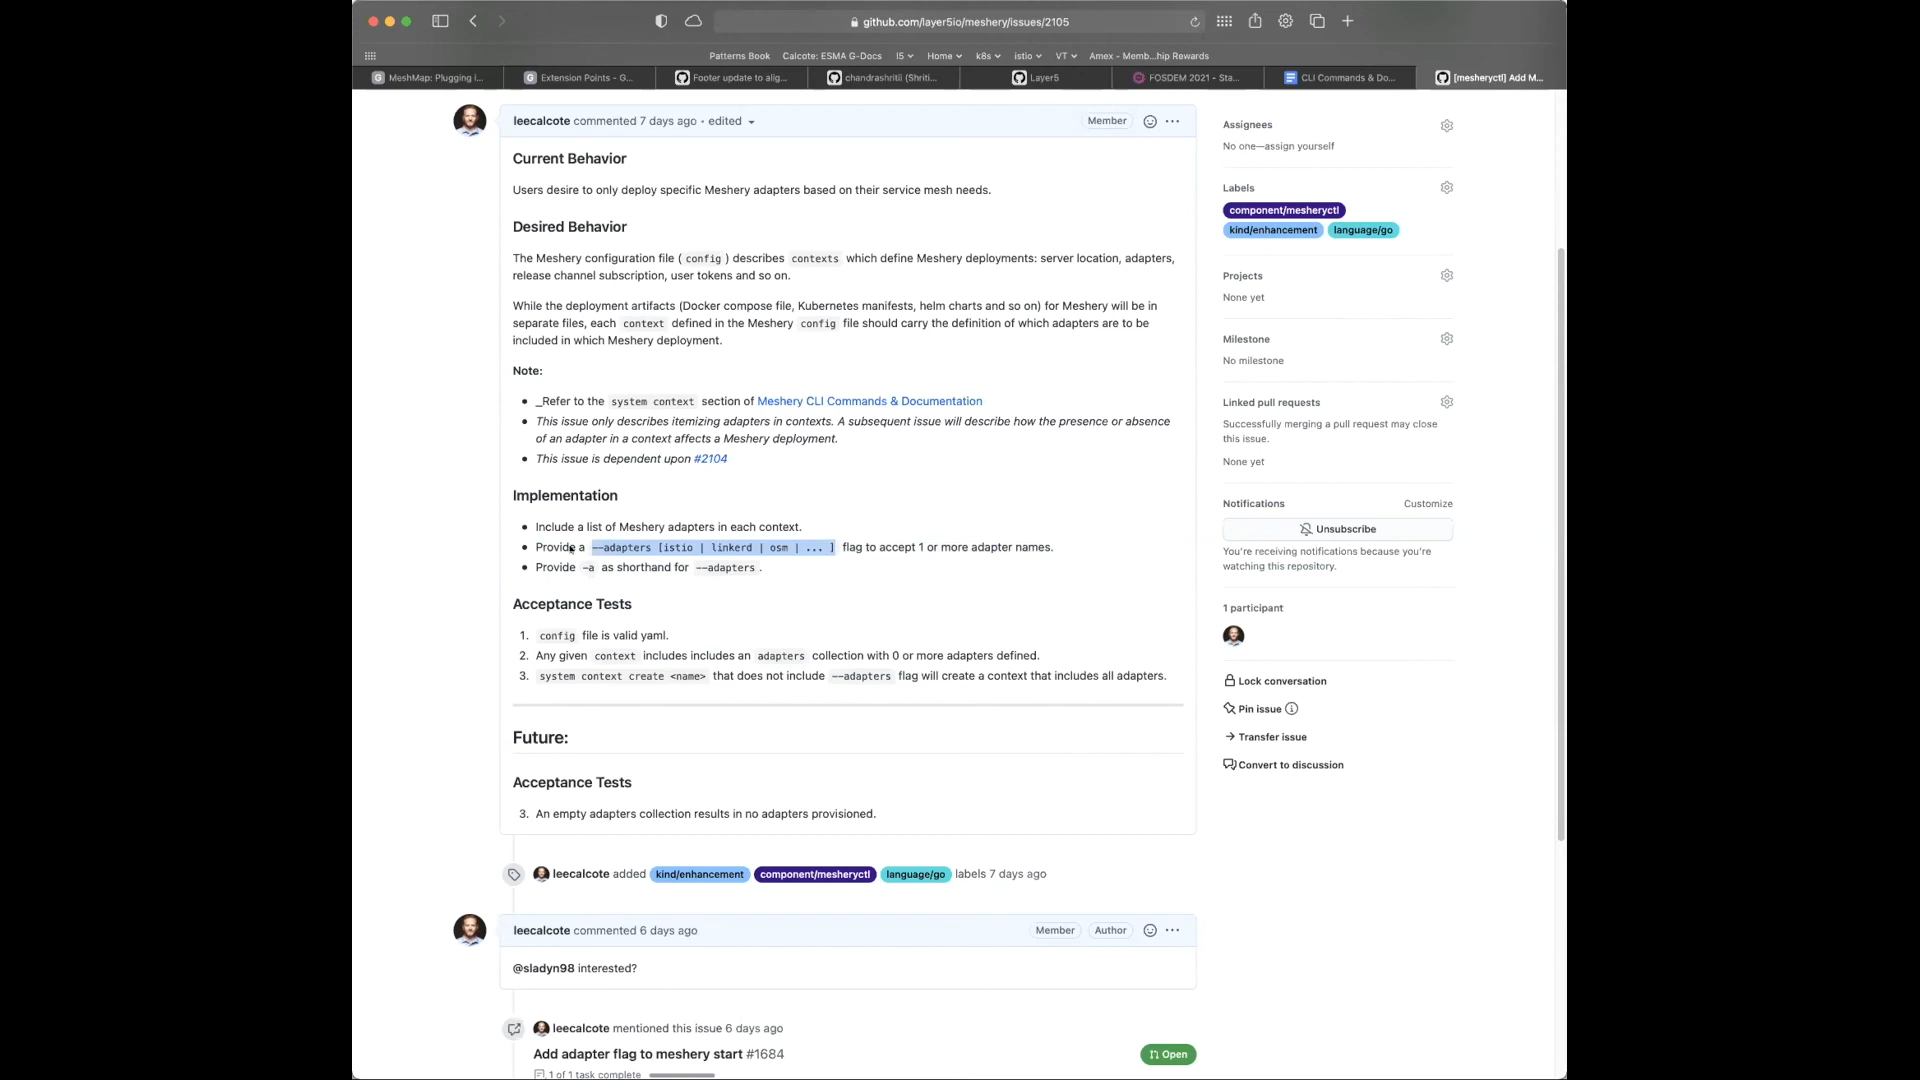 github.com/layer5io/meshery/issues/2105
Patterns Book Calcote: ESMA G-Docs l5 Home k8s istio VT Amex - Memb...hip Rewards
MeshMap: Plugging i... Extension Points - G... Footer update to alig... chandrashritii (Shriti... Layer5 FOSDEM 2021 - Sta... CLI Commands & Do... [mesheryctl] Add M...
leecalcote commented 7 days ago • edited Member
Current Behavior
Users desire to only deploy specific Meshery adapters based on their service mesh needs.
Desired Behavior
The Meshery configuration file ( config ) describes contexts which define Meshery deployments: server location, adapters,
release channel subscription, user tokens and so on.
While the deployment artifacts (Docker compose file, Kubernetes manifests, helm charts and so on) for Meshery will be in
separate files, each context defined in the Meshery config file should carry the definition of which adapters are to be
included in which Meshery deployment.
Note:
• _Refer to the system context section of Meshery CLI Commands & Documentation
• This issue only describes itemizing adapters in contexts. A subsequent issue will describe how the presence or absence
of an adapter in a context affects a Meshery deployment.
• This issue is dependent upon #2104
Implementation
• Include a list of Meshery adapters in each context.
• Provide a --adapters [istio | linkerd | osm | ... ] flag to accept 1 or more adapter names.
• Provide -a as shorthand for --adapters .
Acceptance Tests
1. config file is valid yaml.
2. Any given context includes includes an adapters collection with 0 or more adapters defined.
3. system context create <name> that does not include --adapters flag will create a context that includes all adapters.
Future:
Acceptance Tests
3. An empty adapters collection results in no adapters provisioned.
leecalcote added kind/enhancement component/mesheryctl language/go labels 7 days ago
leecalcote commented 6 days ago Member Author
@sladyn98 interested?
leecalcote mentioned this issue 6 days ago
Add adapter flag to meshery start #1684 Open
1 of 1 task complete
Assignees
No one—assign yourself
Labels
component/mesheryctl
kind/enhancement language/go
Projects
None yet
Milestone
No milestone
Linked pull requests
Successfully merging a pull request may close
this issue.
None yet
Notifications Customize
Unsubscribe
You're receiving notifications because you're
watching this repository.
1 participant
Lock conversation
Pin issue
Transfer issue
Convert to discussion